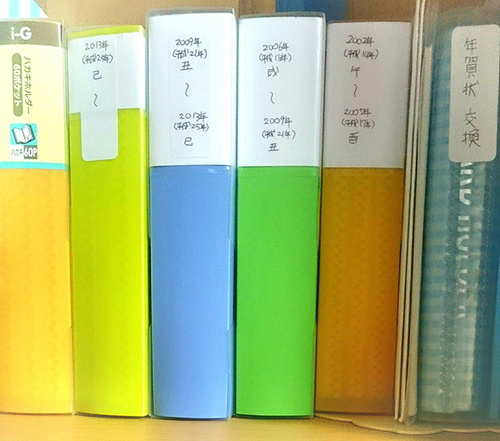 i-G
ハガキホルダー
60ポケット
A5 60P
2013年
(平成25年)
巳
〜
2009年
(平成21年)
丑
〜
2013年
(平成25年)
巳
2006年
(平成18年)
戌
〜
2009年
(平成21年)
丑
2002年
(平成14年)
午
〜
2005年
(平成17年)
酉
年賀状 交換